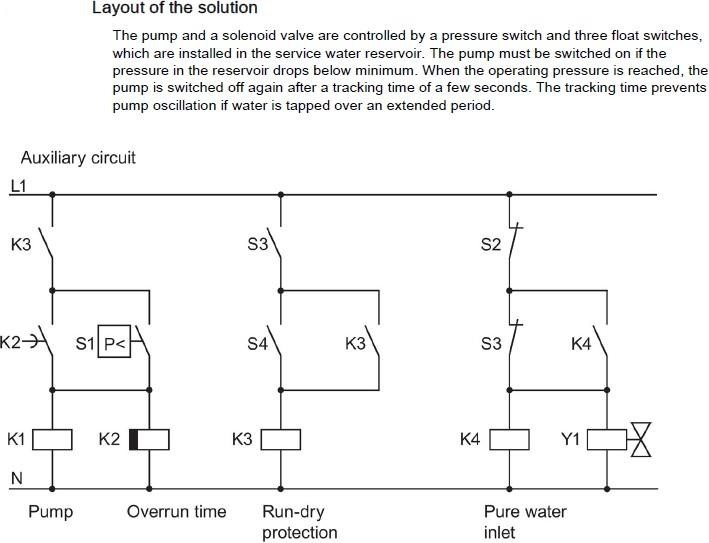 Layout of the solution
The pump and a solenoid valve are controlled by a pressure switch and three float switches,
which are installed in the service water reservoir. The pump must be switched on if the
pressure in the reservoir drops below minimum. When the operating pressure is reached, the
pump is switched off again after a tracking time of a few seconds. The tracking time prevents
pump oscillation if water is tapped over an extended period.
Auxiliary circuit
L1
K3 S3 S2
K2 S1 P< S4 K3 S3 K4
K1 K2 K3 K4 Y1
N
Pump Overrun time Run-dry Pure water
protection inlet